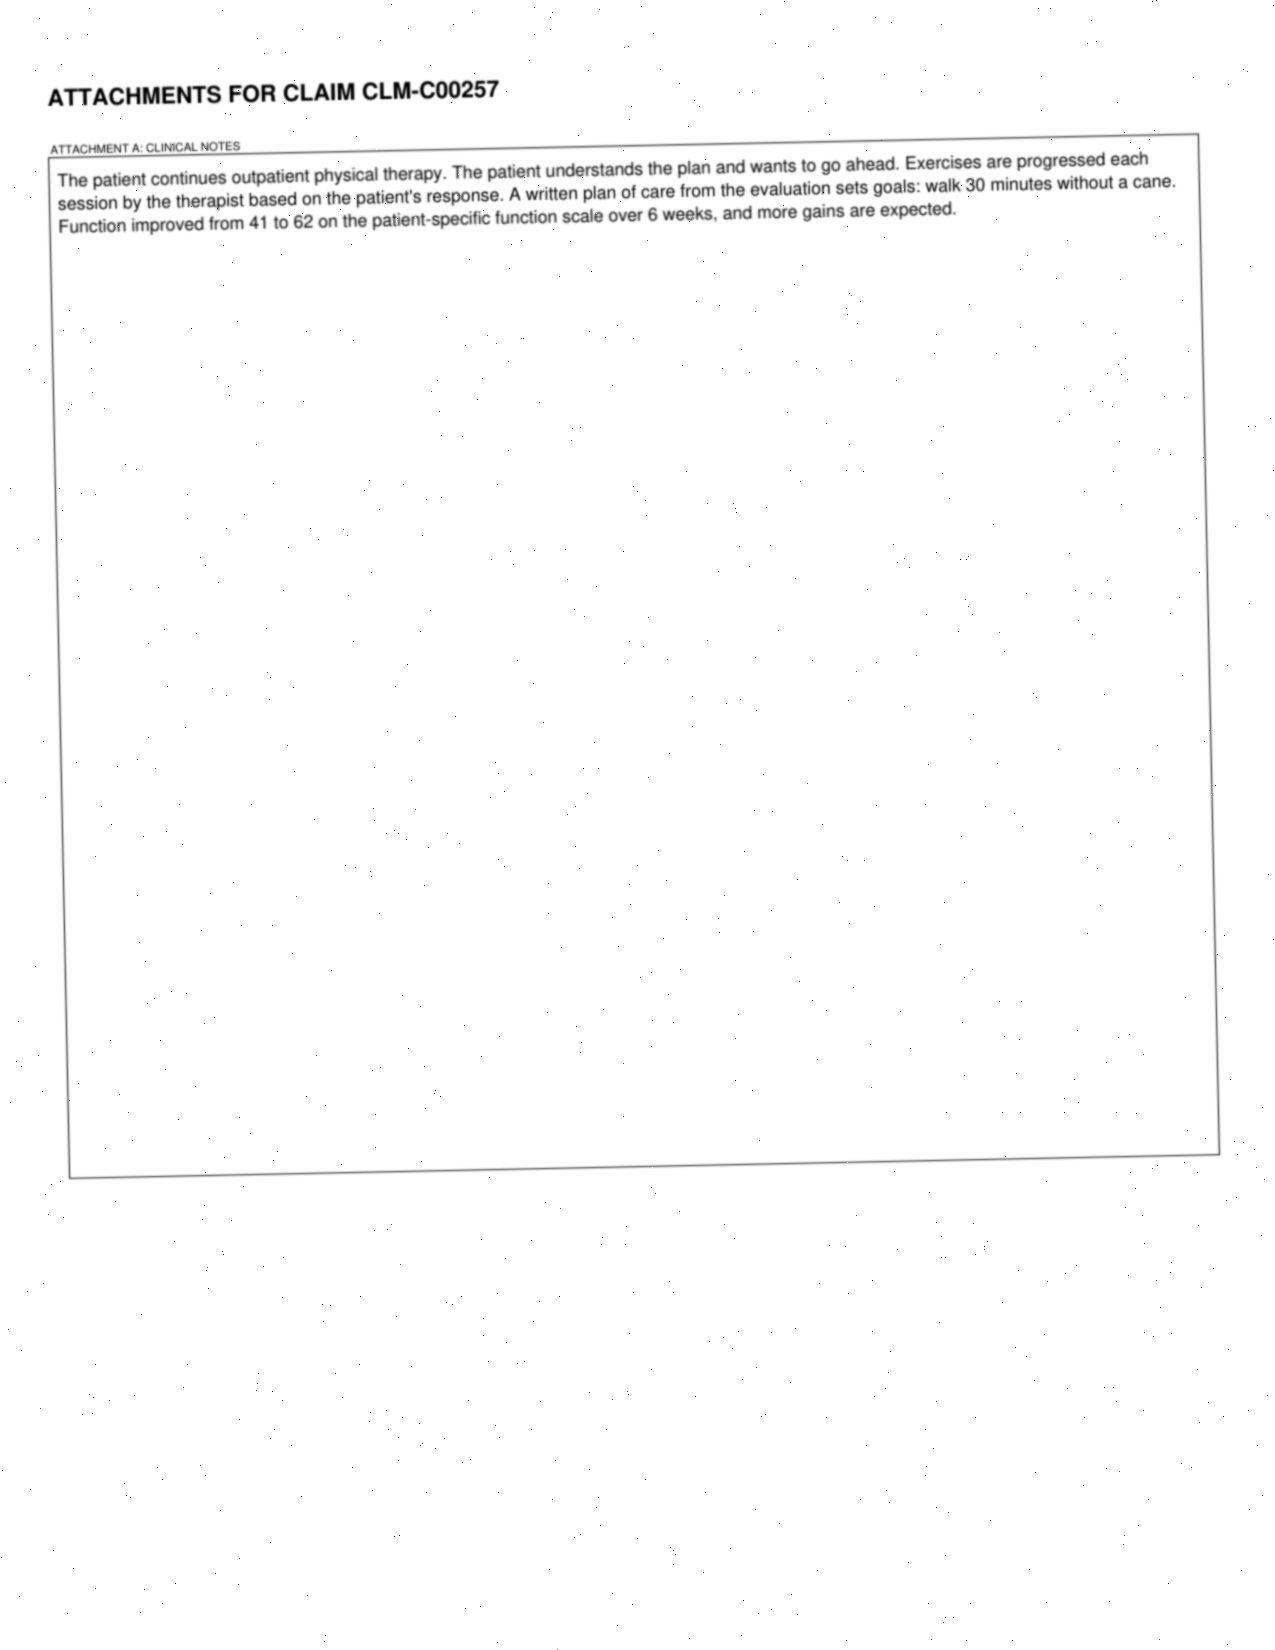 ATTACHMENTS FOR CLAIM CLM-C00257
ATTACHMENT A: CLINICAL NOTES
The patient continues outpatient physical therapy. The patient understands the plan and wants to go ahead. Exercises are progressed each
session by the therapist based on the patient's response. A written plan of care from the evaluation sets goals: walk 30 minutes without a cane.
Function improved from 41 to 62 on the patient-specific function scale over 6 weeks, and more gains are expected.